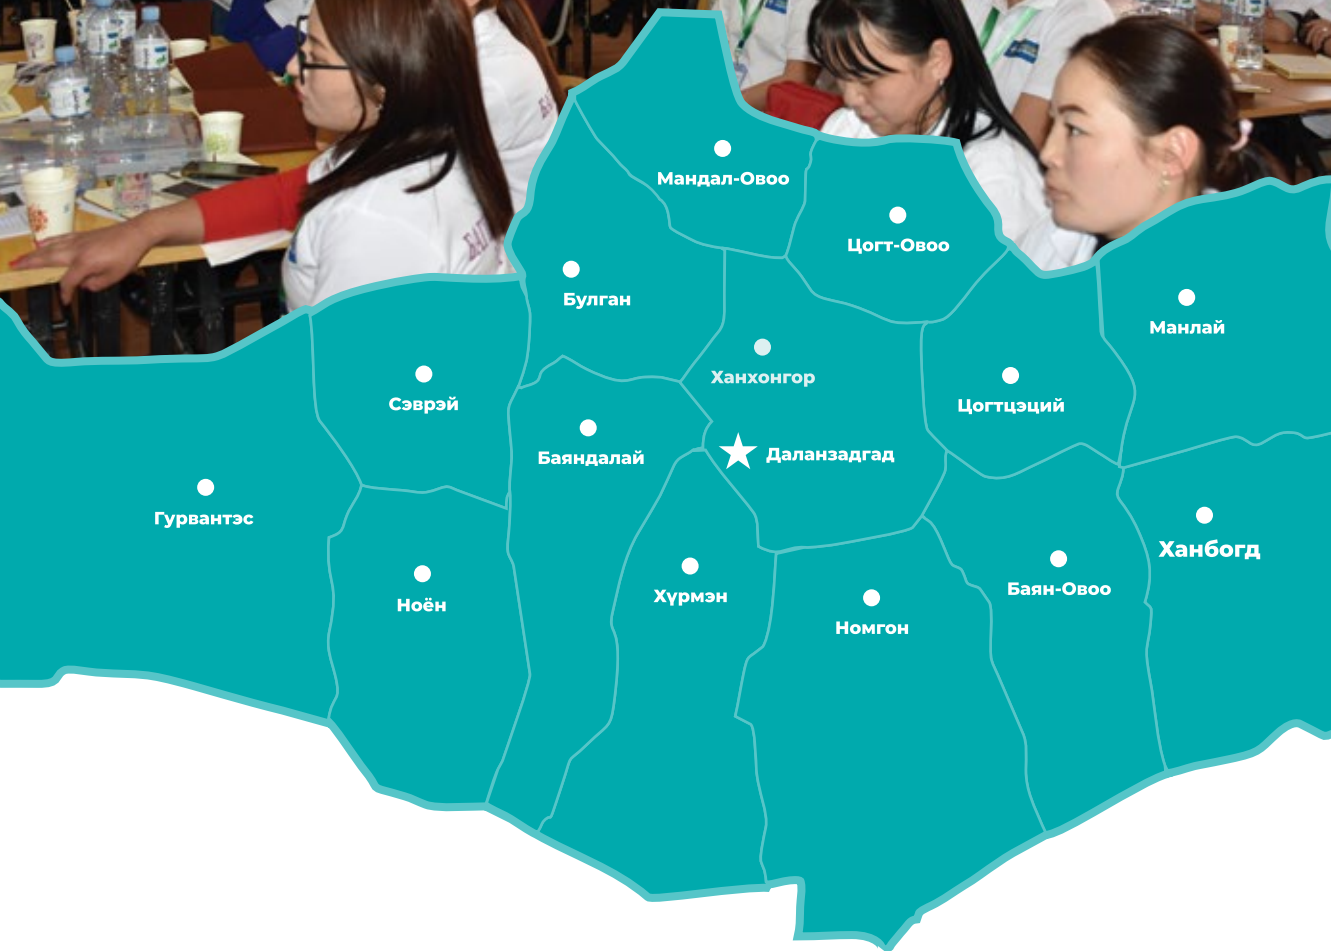 Мандал-Овоо
Цогт-Овоо
Булган
Манлай
Ханхонгор
Сэврэй
Цогтцэций
Баяндалай
Даланзадгад
Гурвантэс
Ханбогд
Ноён
Хүрмэн
Баян-Овоо
Номгон